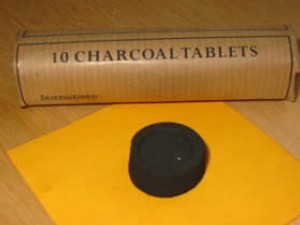 10 CHARCOAL TABLETS
Instructions: